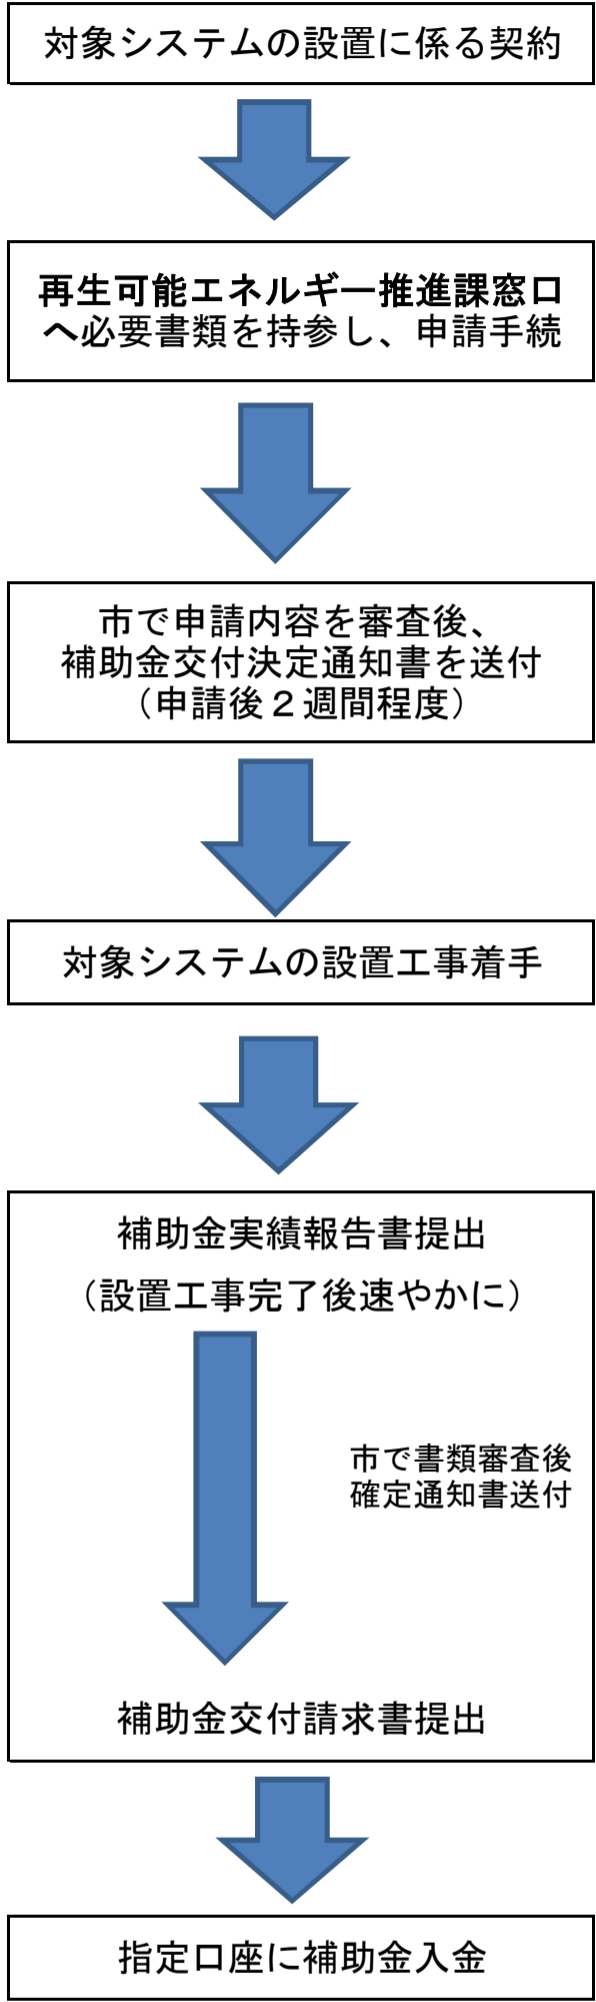 対象システムの設置に係る契約
再生可能エネルギー推進課窓口
へ必要書類を持参し、申請手続
市で申請内容を審査後、
補助金交付決定通知書を送付
（申請後２週間程度）
対象システムの設置工事着手
補助金実績報告書提出
（設置工事完了後速やかに）
市で書類審査後
確定通知書送付
補助金交付請求書提出
指定口座に補助金入金